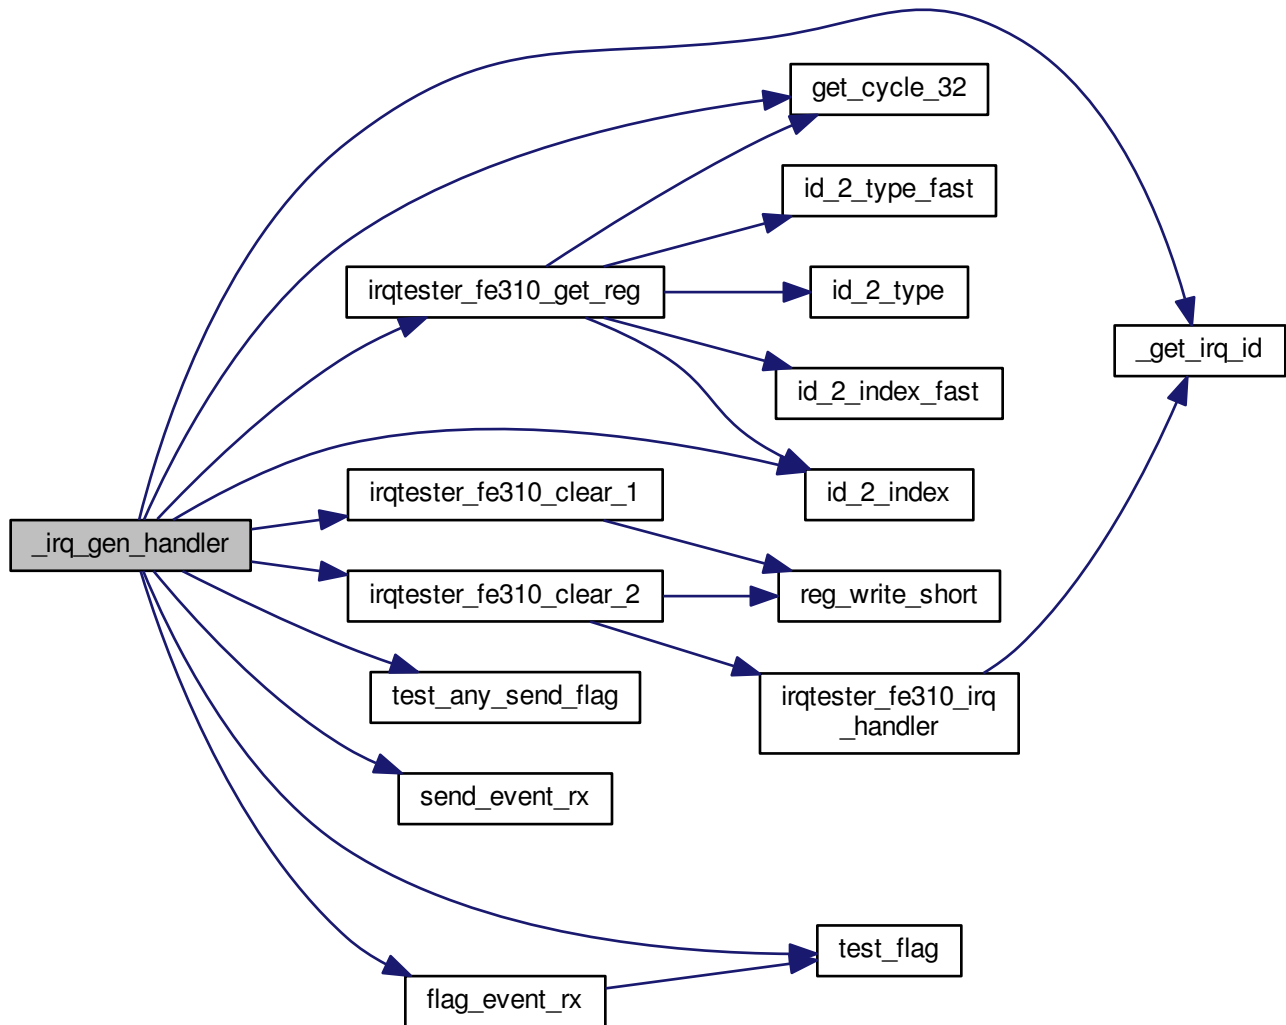 get_cycle_32
id_2_type_fast
irqtester_fe310_get_reg
id_2_type
_get_irq_id
id_2_index_fast
irqtester_fe310_clear_1
id_2_index
_irq_gen_handler
irqtester_fe310_clear_2
reg_write_short
test_any_send_flag
irqtester_fe310_irq
_handler
send_event_rx
test_flag
flag_event_rx